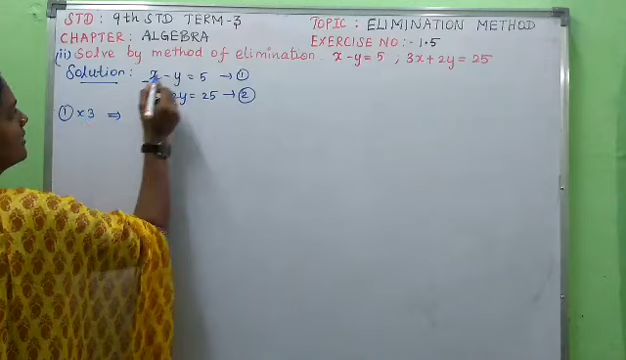 STD : 9th STD TERM-3 TOPIC : ELIMINATION METHOD
CHAPTER : ALGEBRA EXERCISE NO :- 1.5
(ii) Solve by method of elimination x - y = 5 ; 3x + 2y = 25
Solution : x - y = 5 → ①
2y = 25 → ②
① × 3 ⇒